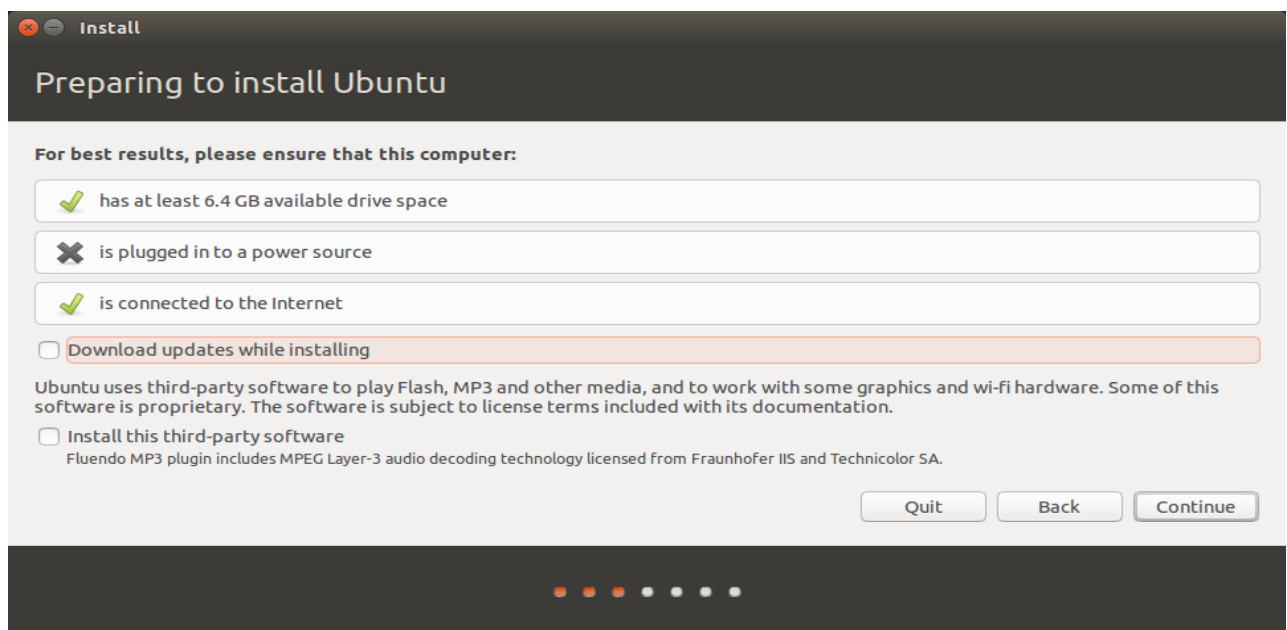 Install
Preparing to install Ubuntu
For best results, please ensure that this computer:
has at least 6.4 GB available drive space
is plugged in to a power source
is connected to the Internet
Download updates while installing
Ubuntu uses third-party software to play Flash, MP3 and other media, and to work with some graphics and wi-fi hardware. Some of this
software is proprietary. The software is subject to license terms included with its documentation.
Install this third-party software
Fluendo MP3 plugin includes MPEG Layer-3 audio decoding technology licensed from Fraunhofer IIS and Technicolor SA.
Quit Back Continue